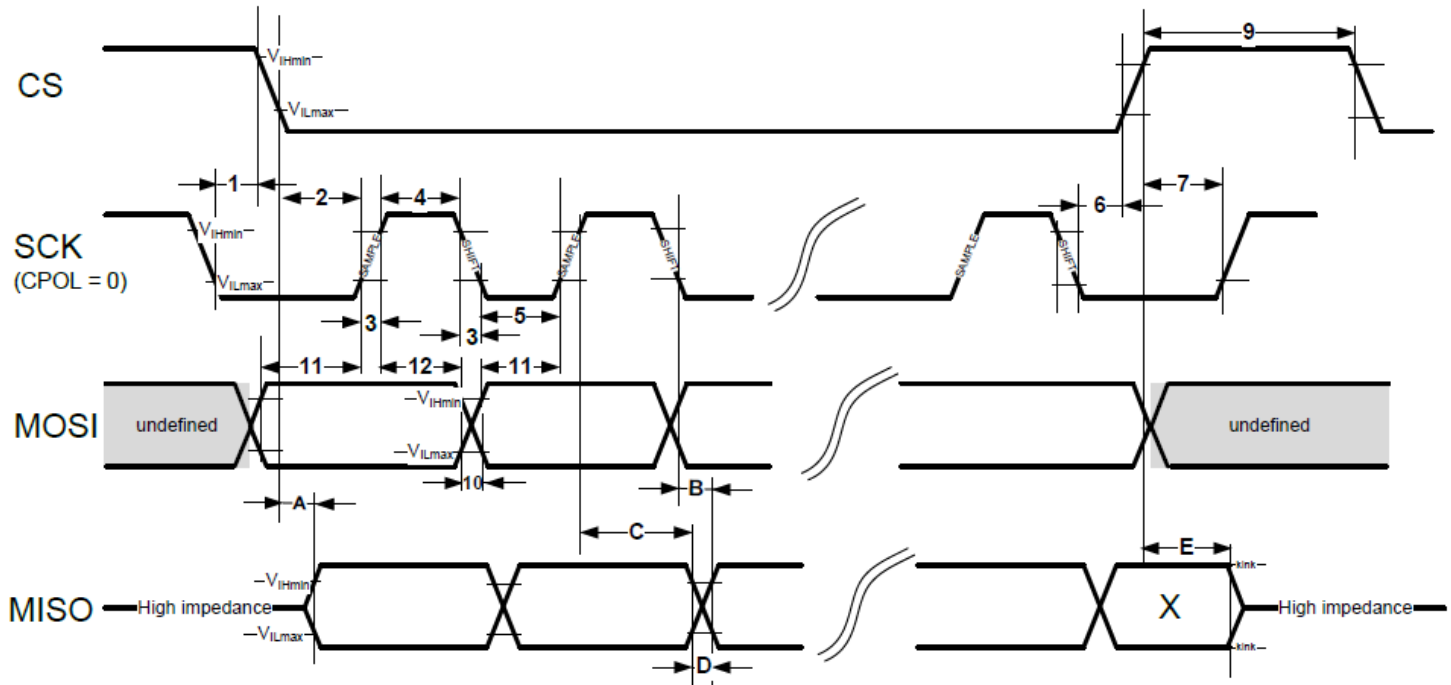 9
CS
VIHmin
VILmax
1
2
4
6
7
SCK
(CPOL = 0)
VIHmin
VILmax
SAMPLE
SHIFT
SAMPLE
SAMPLE
SHIFT
3
3
5
11
12
11
MOSI
undefined
VIHmin
VILmax
undefined
10
A
B
C
E
MISO
High impedance
VIHmin
VILmax
X
kink
kink
High impedance
D